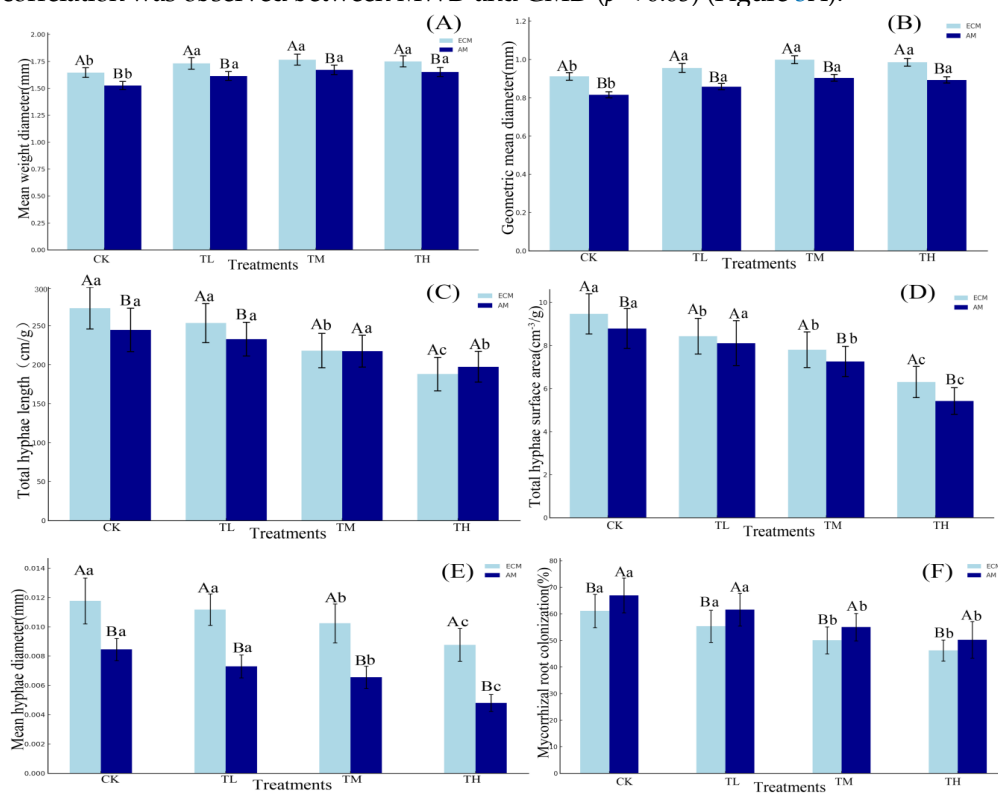 correlation was observed between MWD and GMD (
(A)
ECM
AM
Mean weight diameter(mm)
2.00
1.75
1.50
1.25
1.00
0.75
0.50
0.25
0.00
Ab
Bb
Aa
Ba
Aa
Ba
Aa
Ba
CK
TL
TM
TH
Treatments
(B)
ECM
AM
Geometric mean diameter(mm)
1.2
1.0
0.8
0.6
0.4
0.2
0.0
Ab
Bb
Aa
Ba
Aa
Ba
Aa
Ba
CK
TL
TM
TH
Treatments
(C)
ECM
AM
Total hyphae length (cm/g)
300
250
200
150
100
50
0
Aa
Ba
Aa
Ba
Ab
Aa
Ac
Aa
CK
TL
TM
TH
Treatments
(D)
ECM
AM
Total hyphae surface area(cm⁻³/g)
10
8
6
4
2
0
Aa
Ba
Ab
Aa
Ab
Bb
Ac
Bc
CK
TL
TM
TH
Treatments
(E)
ECM
AM
Mean hyphae diameter(mm)
0.014
0.012
0.010
0.008
0.006
0.004
0.002
0.000
Aa
Ba
Aa
Ba
Ab
Bb
Ac
Bc
CK
TL
TM
TH
Treatments
(F)
ECM
AM
Mycorrhizal root colonization(%)
80
70
60
50
40
30
20
10
0
Ba
Aa
Ba
Aa
Bb
Ab
Bb
Ab
CK
TL
TM
TH
Treatments